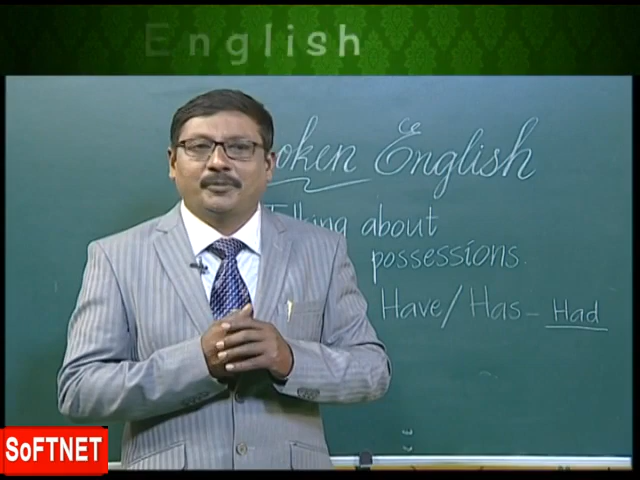 English
oken English
Talking about
possessions.
Have / Has - Had
SoFTNET